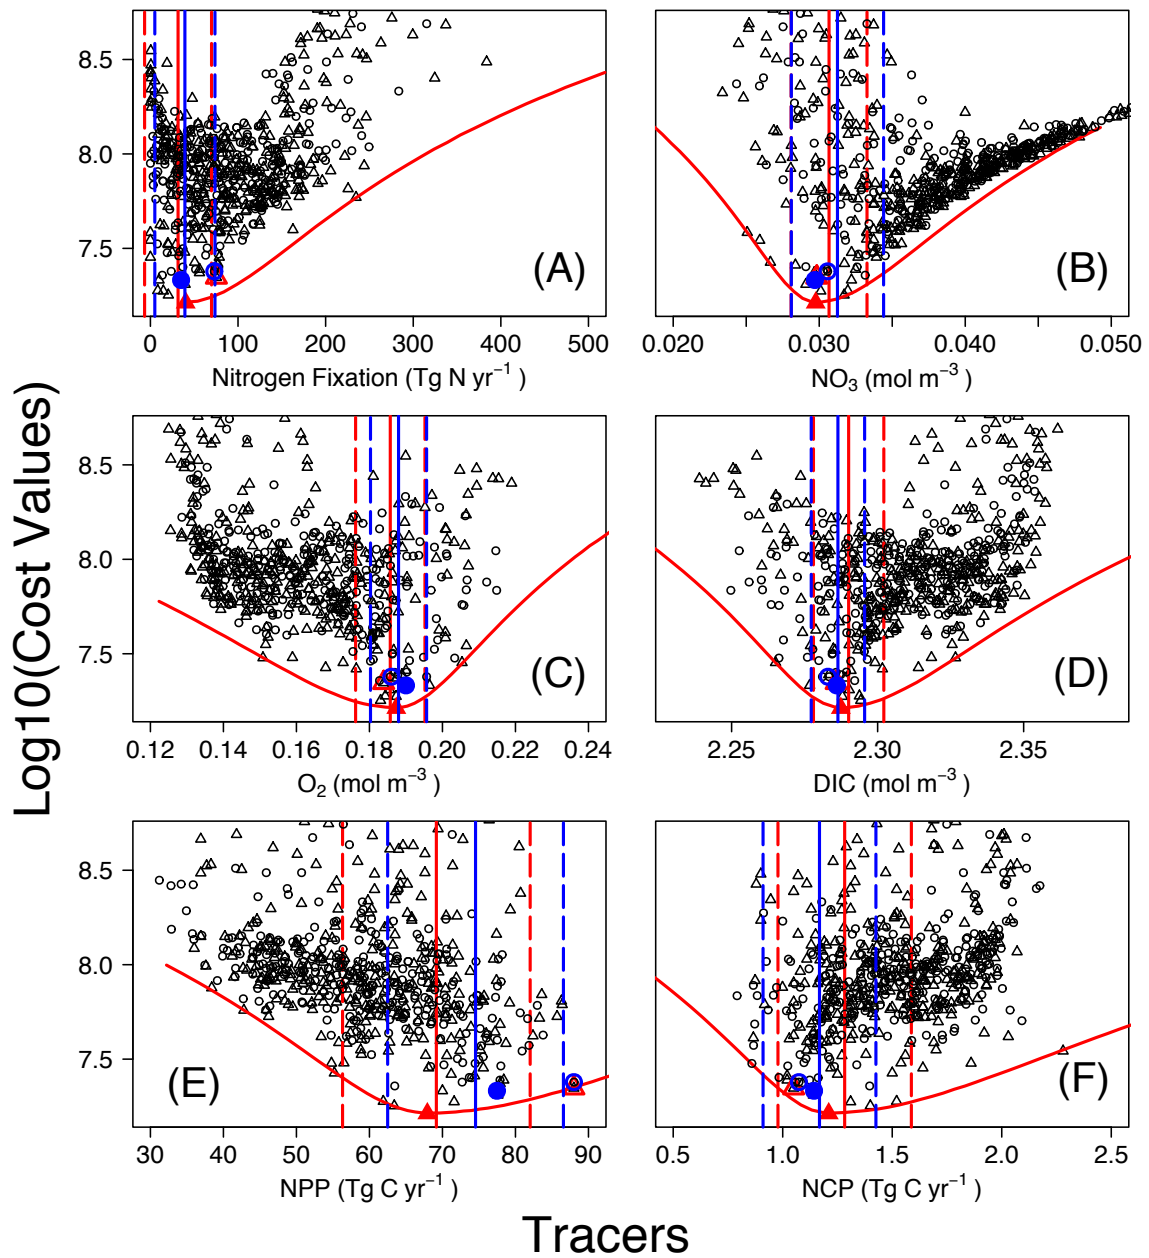 8.5
8.0
7.5
(A)
0 100 200 300 400 500
Nitrogen Fixation (Tg N yr⁻¹ )
(B)
0.020 0.030 0.040 0.050
NO₃ (mol m⁻³ )
8.5
8.0
7.5
(C)
0.12 0.14 0.16 0.18 0.20 0.22 0.24
O₂ (mol m⁻³ )
(D)
2.25 2.30 2.35
DIC (mol m⁻³ )
8.5
8.0
7.5
(E)
30 40 50 60 70 80 90
NPP (Tg C yr⁻¹ )
(F)
0.5 1.0 1.5 2.0 2.5
NCP (Tg C yr⁻¹ )
Log10(Cost Values)
Tracers